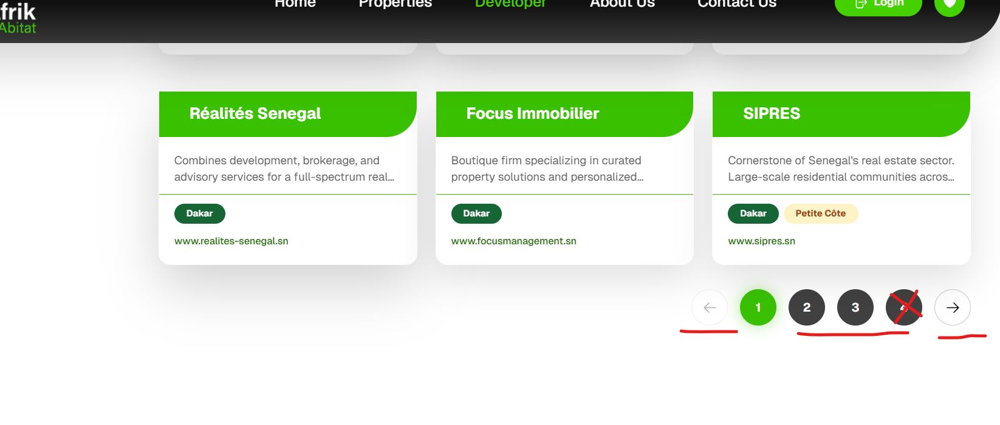 Home Properties Developer About Us Contact Us Login
frik
Abitat
Réalités Senegal
Combines development, brokerage, and
advisory services for a full-spectrum real...
Dakar
www.realites-senegal.sn
Focus Immobilier
Boutique firm specializing in curated
property solutions and personalized...
Dakar
www.focusmanagement.sn
SIPRES
Cornerstone of Senegal's real estate sector.
Large-scale residential communities acros...
Dakar Petite Côte
www.sipres.sn
1 2 3 4